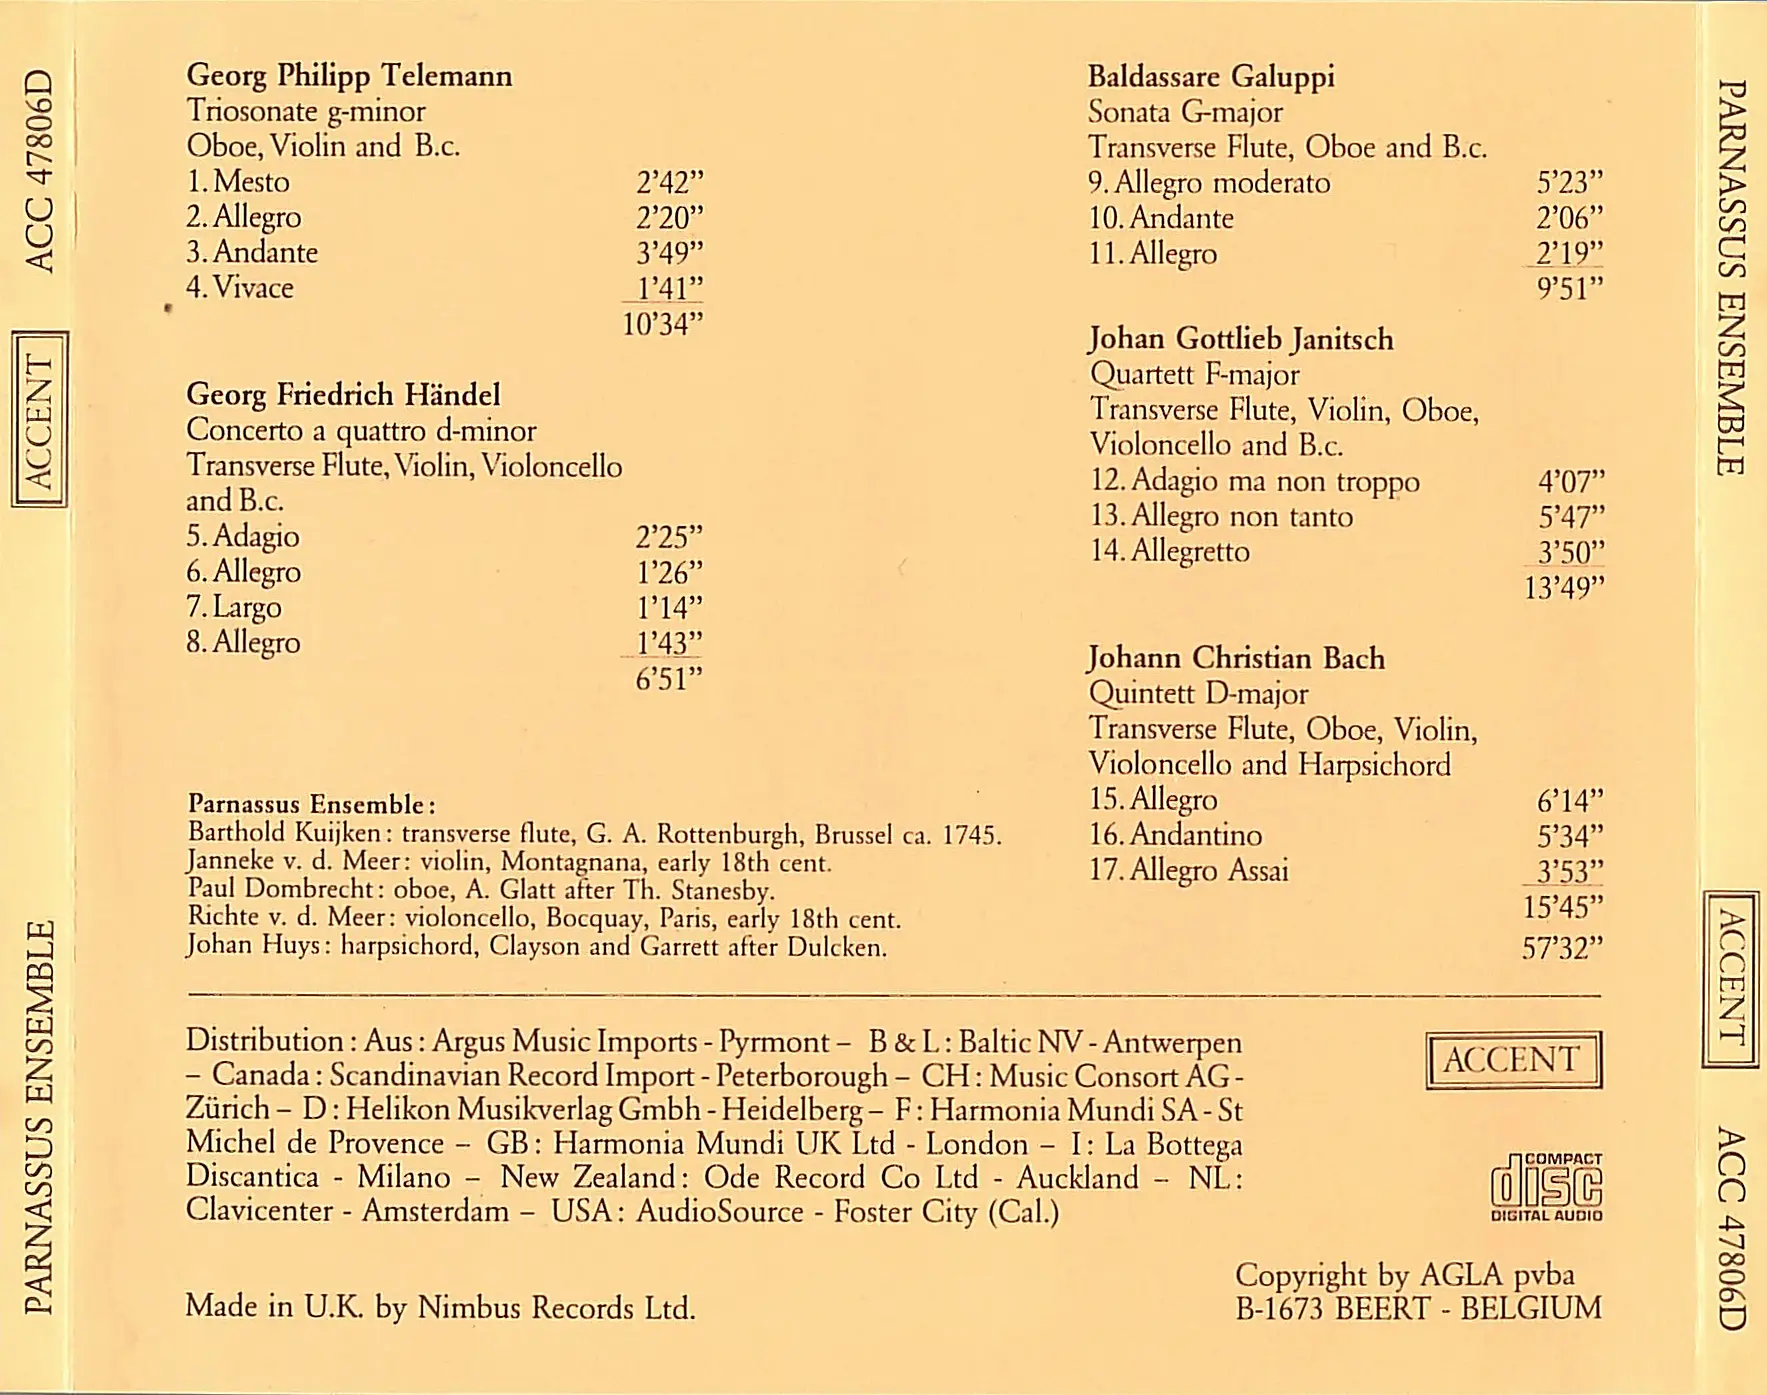 ACC 47806D
ACCENT
PARNASSUS ENSEMBLE
Georg Philipp Telemann
Triosonate g-minor
Oboe, Violin and B.c.
1. Mesto 2’42”
2. Allegro 2’20”
3. Andante 3’49”
4. Vivace 1’41”
10’34”
Georg Friedrich Händel
Concerto a quattro d-minor
Transverse Flute, Violin, Violoncello
and B.c.
5. Adagio 2’25”
6. Allegro 1’26”
7. Largo 1’14”
8. Allegro 1’43”
6’51”
Parnassus Ensemble :
Barthold Kuijken : transverse flute, G. A. Rottenburgh, Brussel ca. 1745.
Janneke v. d. Meer : violin, Montagnana, early 18th cent.
Paul Dombrecht : oboe, A. Glatt after Th. Stanesby.
Richte v. d. Meer : violoncello, Bocquay, Paris, early 18th cent.
Johan Huys : harpsichord, Clayson and Garrett after Dulcken.
Baldassare Galuppi
Sonata G-major
Transverse Flute, Oboe and B.c.
9. Allegro moderato 5’23”
10. Andante 2’06”
11. Allegro 2’19”
9’51”
Johan Gottlieb Janitsch
Quartett F-major
Transverse Flute, Violin, Oboe,
Violoncello and B.c.
12. Adagio ma non troppo 4’07”
13. Allegro non tanto 5’47”
14. Allegretto 3’50”
13’49”
Johann Christian Bach
Quintett D-major
Transverse Flute, Oboe, Violin,
Violoncello and Harpsichord
15. Allegro 6’14”
16. Andantino 5’34”
17. Allegro Assai 3’53”
15’45”
57’32”
Distribution : Aus : Argus Music Imports - Pyrmont – B & L : Baltic NV - Antwerpen
– Canada : Scandinavian Record Import - Peterborough – CH : Music Consort AG -
Zürich – D : Helikon Musikverlag Gmbh - Heidelberg – F : Harmonia Mundi SA - St
Michel de Provence – GB : Harmonia Mundi UK Ltd - London – I : La Bottega
Discantica - Milano – New Zealand : Ode Record Co Ltd - Auckland – NL :
Clavicenter - Amsterdam – USA : AudioSource - Foster City (Cal.)
Made in U.K. by Nimbus Records Ltd.
ACCENT
COMPACT
disc
DIGITAL AUDIO
Copyright by AGLA pvba
B-1673 BEERT - BELGIUM
PARNASSUS ENSEMBLE
ACCENT
ACC 47806D